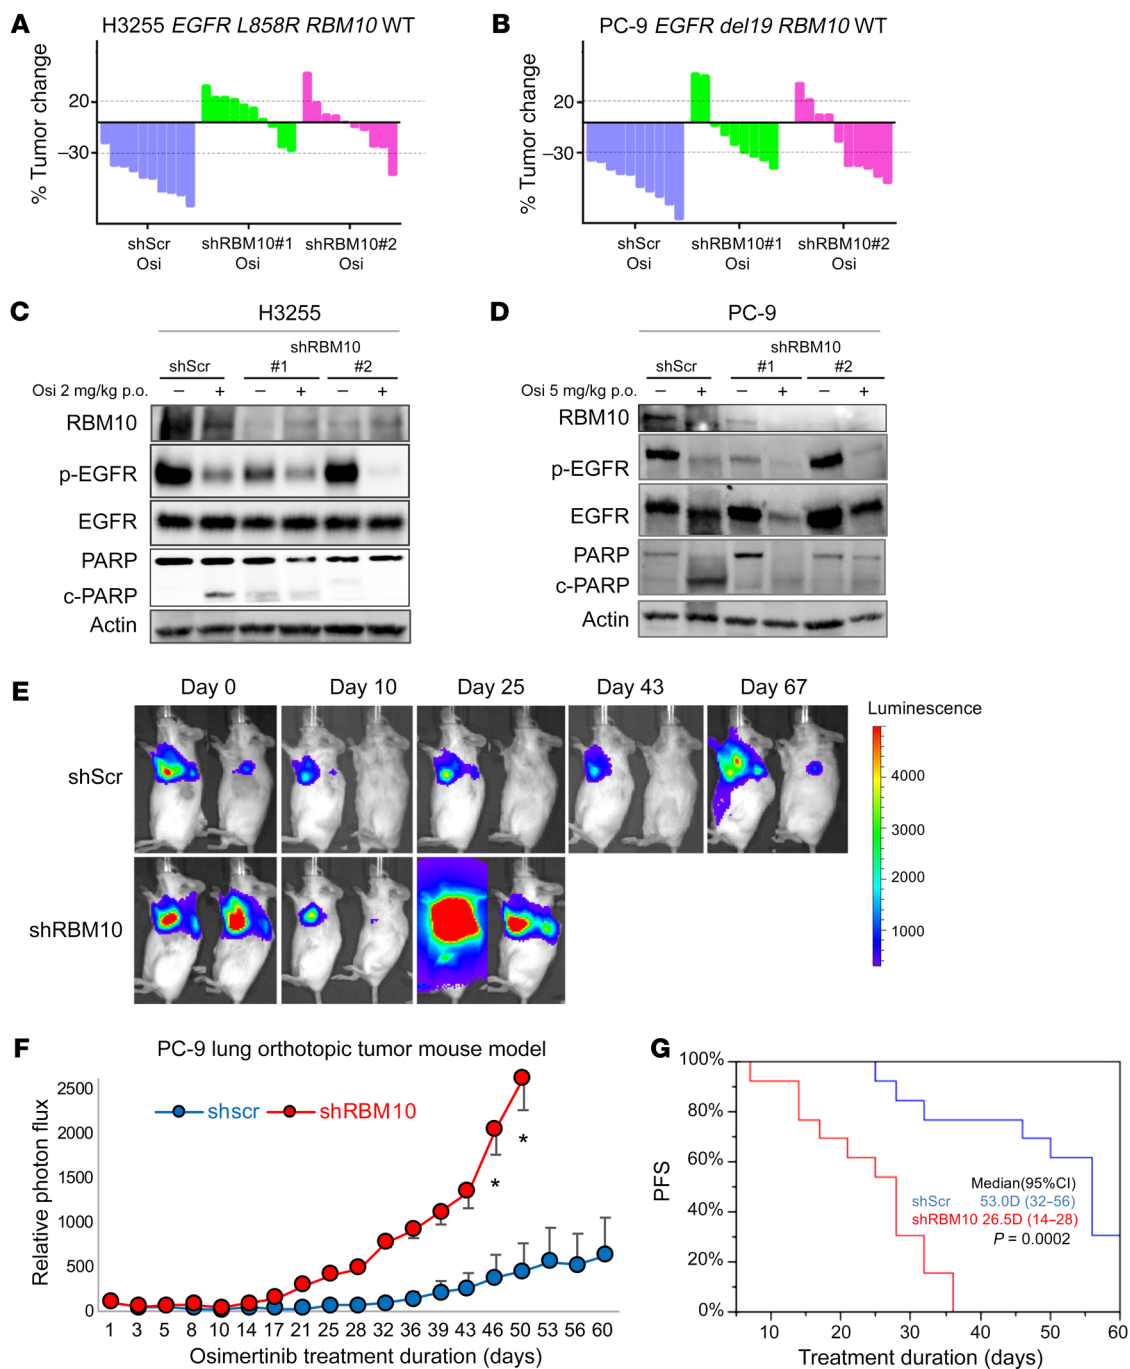 A
H3255 EGFR L858R RBM10 WT
% Tumor change
20
–30
shScr
Osi
shRBM10#1
Osi
shRBM10#2
Osi
B
PC-9 EGFR del19 RBM10 WT
% Tumor change
20
–30
shScr
Osi
shRBM10#1
Osi
shRBM10#2
Osi
C
H3255
shRBM10
shScr #1 #2
Osi 2 mg/kg p.o. – + – + – +
RBM10
p-EGFR
EGFR
PARP
c-PARP
Actin
D
PC-9
shRBM10
shScr #1 #2
Osi 5 mg/kg p.o. – + – + – +
RBM10
p-EGFR
EGFR
PARP
c-PARP
Actin
E
Day 0 Day 10 Day 25 Day 43 Day 67
shScr
shRBM10
Luminescence
4000
3000
2000
1000
F
PC-9 lung orthotopic tumor mouse model
shscr shRBM10
Relative photon flux
2500
2000
1500
1000
500
0
* *
1 3 5 8 10 14 17 21 25 28 32 36 39 43 46 50 53 56 60
Osimertinib treatment duration (days)
G
PFS
100%
80%
60%
40%
20%
0%
Median(95%CI)
shScr 53.0D (32–56)
shRBM10 26.5D (14–28)
P = 0.0002
10 20 30 40 50 60
Treatment duration (days)